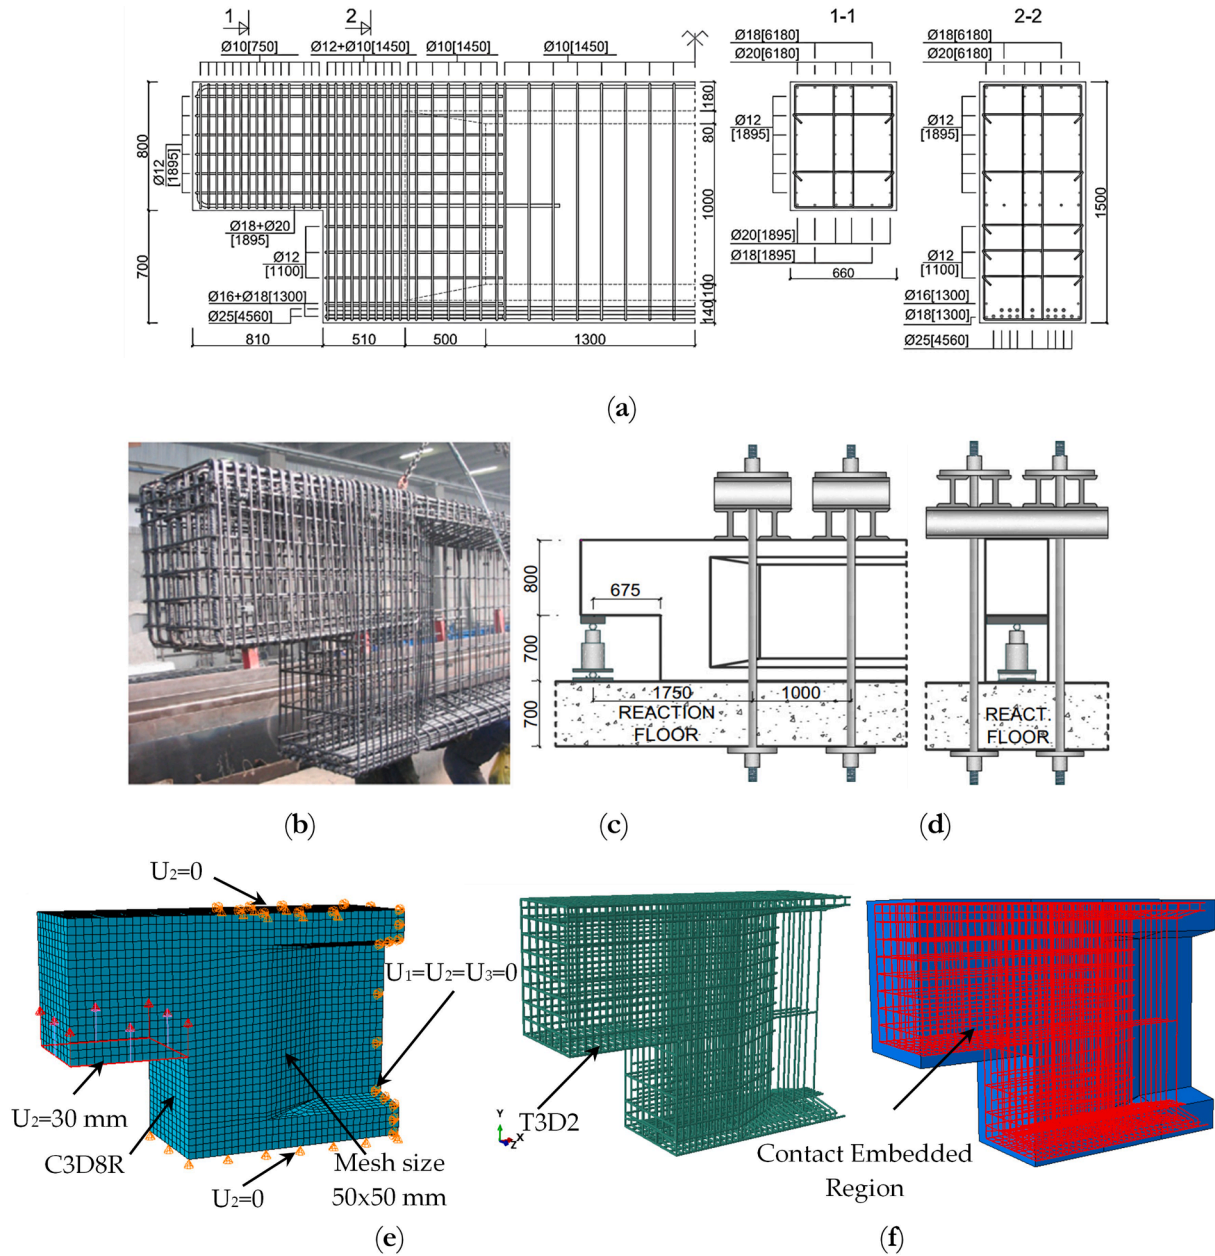 1
2
1-1
2-2
Ø10[750]
Ø12+Ø10[1450]
Ø10[1450]
Ø10[1450]
Ø18[6180]
Ø20[6180]
Ø18[6180]
Ø20[6180]
800
Ø12
[1895]
180
80
Ø12
[1895]
Ø12
[1895]
Ø18+Ø20
[1895]
1000
1500
700
Ø12
[1100]
Ø20[1895]
Ø18[1895]
660
Ø12
[1100]
Ø16+Ø18[1300]
Ø25[4560]
100
140
Ø16[1300]
Ø18[1300]
Ø25[4560]
810
510
500
1300
(a)
800
675
700
700
1750
1000
REACTION
FLOOR
REACT.
FLOOR
(b)
(c)
(d)
U2=0
U1=U2=U3=0
U2=30 mm
C3D8R
U2=0
Mesh size
50x50 mm
Y
X
Z
T3D2
Contact Embedded
Region
(e)
(f)